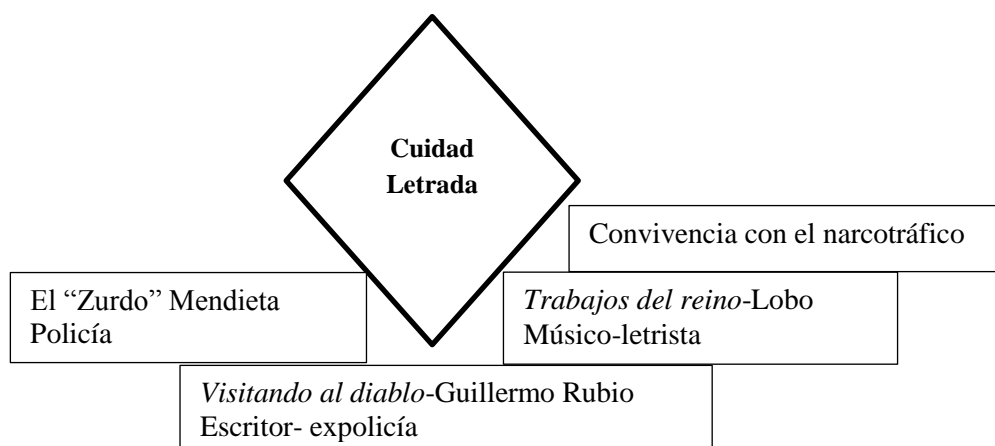 Cuidad
Letrada
Convivencia con el narcotráfico
El “Zurdo” Mendieta
Policía
Trabajos del reino-Lobo
Músico-letrista
Visitando al diablo-Guillermo Rubio
Escritor- expolicía